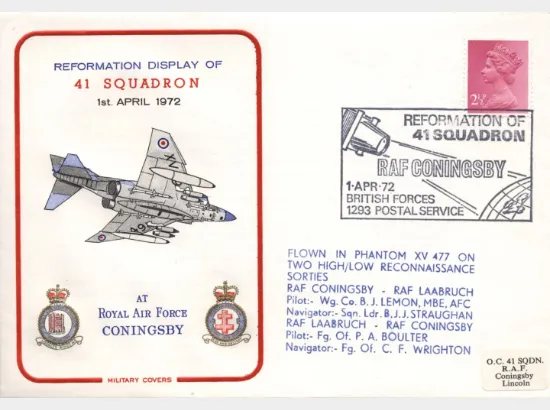 REFORMATION DISPLAY OF
41 SQUADRON
1st. APRIL 1972
AT
ROYAL AIR FORCE
CONINGSBY
MILITARY COVERS
2½P
REFORMATION OF
41 SQUADRON
RAF CONINGSBY
1·APR·72
BRITISH FORCES
1293 POSTAL SERVICE
FLOWN IN PHANTOM XV 477 ON
TWO HIGH/LOW RECONNAISSANCE
SORTIES
RAF CONINGSBY - RAF LAABRUCH
Pilot:- Wg. Co. B. J. LEMON, MBE, AFC
Navigator:- Sqn. Ldr. B, J. J. STRAUGHAN
RAF LAABRUCH - RAF CONINGSBY
Pilot:- Fg. Of. P. A. BOULTER
Navigator:- Fg. Of. C. F. WRIGHTON
O.C. 41 SQDN.
R.A.F.
Coningsby
Lincoln